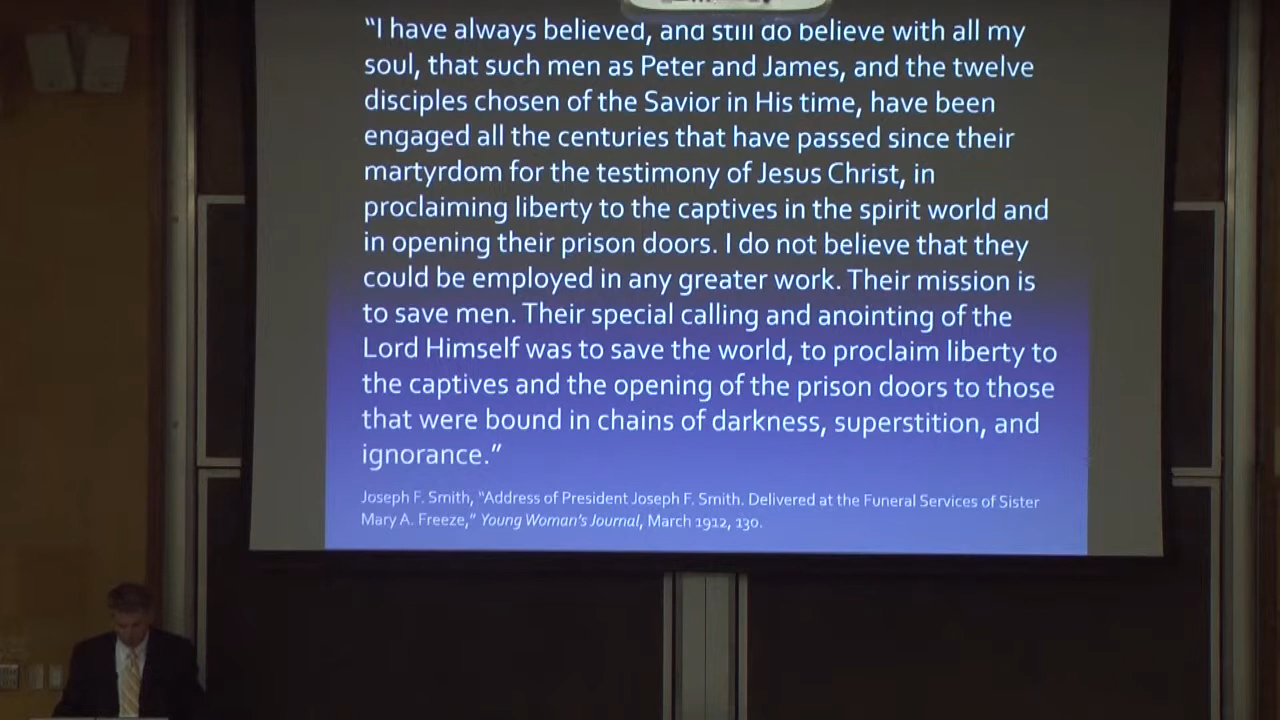 “I have always believed, and still do believe with all my
soul, that such men as Peter and James, and the twelve
disciples chosen of the Savior in His time, have been
engaged all the centuries that have passed since their
martyrdom for the testimony of Jesus Christ, in
proclaiming liberty to the captives in the spirit world and
in opening their prison doors. I do not believe that they
could be employed in any greater work. Their mission is
to save men. Their special calling and anointing of the
Lord Himself was to save the world, to proclaim liberty to
the captives and the opening of the prison doors to those
that were bound in chains of darkness, superstition, and
ignorance.”
Joseph F. Smith, “Address of President Joseph F. Smith. Delivered at the Funeral Services of Sister
Mary A. Freeze,” Young Woman’s Journal, March 1912, 130.